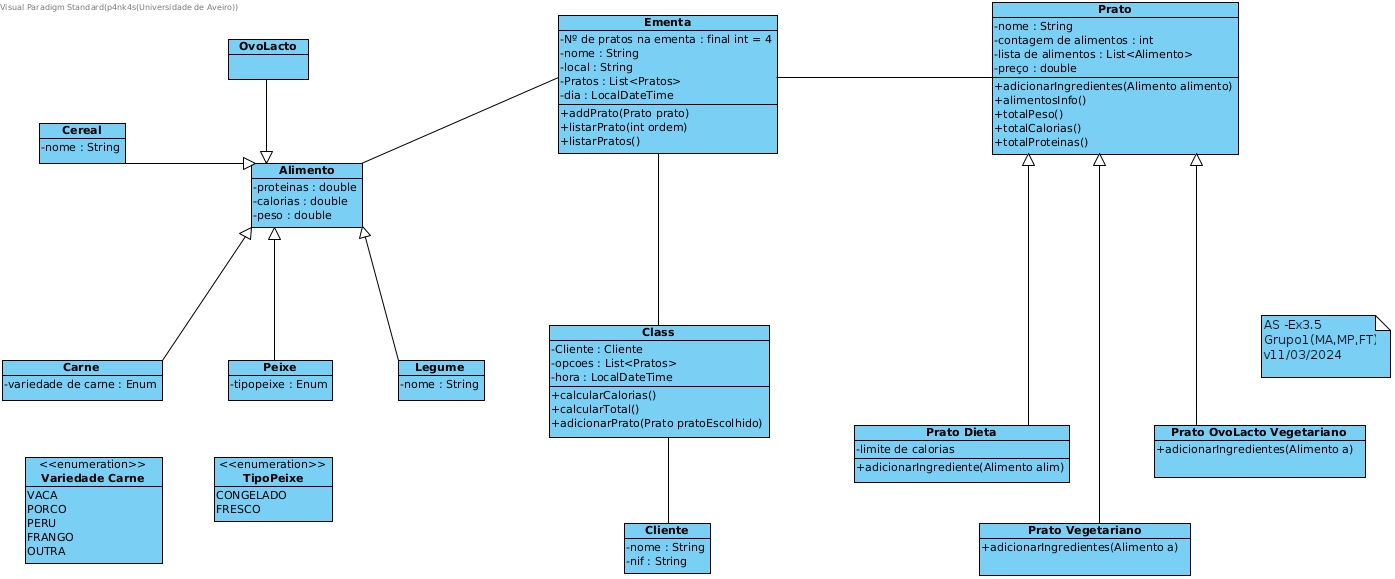 Visual Paradigm Standard(p4nk4s(Universidade de Aveiro))
OvoLacto
Cereal
-nome : String
Alimento
-proteinas : double
-calorias : double
-peso : double
Ementa
-Nº de pratos na ementa : final int = 4
-nome : String
-local : String
-Pratos : List<Pratos>
-dia : LocalDateTime
+addPrato(Prato prato)
+listarPrato(int ordem)
+listarPratos()
Prato
-nome : String
-contagem de alimentos : int
-lista de alimentos : List<Alimento>
-preço : double
+adicionarIngredientes(Alimento alimento)
+alimentosInfo()
+totalPeso()
+totalCalorias()
+totalProteinas()
Carne
-variedade de carne : Enum
Peixe
-tipopeixe : Enum
Legume
-nome : String
Class
-Cliente : Cliente
-opcoes : List<Pratos>
-hora : LocalDateTime
+calcularCalorias()
+calcularTotal()
+adicionarPrato(Prato pratoEscolhido)
AS -Ex3.5
Grupo1(MA,MP,FT)
v11/03/2024
Prato Dieta
-limite de calorias
+adicionarIngrediente(Alimento alim)
Prato OvoLacto Vegetariano
+adicionarIngredientes(Alimento a)
<<enumeration>>
Variedade Carne
VACA
PORCO
PERU
FRANGO
OUTRA
<<enumeration>>
TipoPeixe
CONGELADO
FRESCO
Cliente
-nome : String
-nif : String
Prato Vegetariano
+adicionarIngredientes(Alimento a)